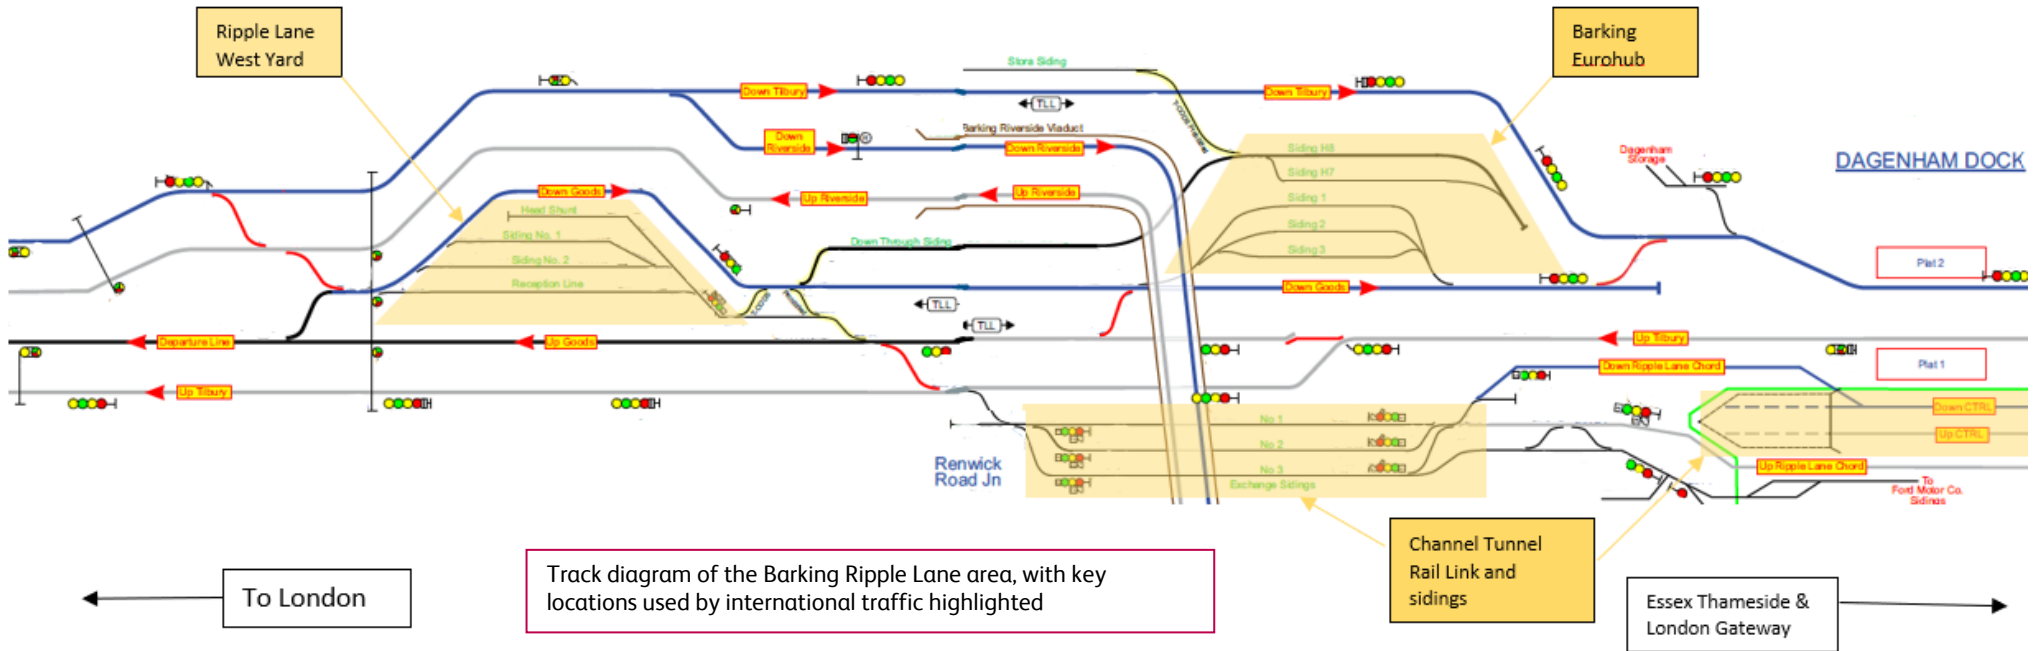 Ripple Lane
West Yard
Barking
Eurohub
Stora Siding
Down Tilbury
Down Tilbury
TLL
Barking Riverside Viaduct
Down
Riverside
Down Riverside
Siding H8
Dagenham
Storage
DAGENHAM DOCK
Siding H7
Down Goods
Up Riverside
Up Riverside
Siding 1
Head Shunt
Siding 2
Siding No. 1
Down Through Siding
Siding 3
Siding No. 2
Plat 2
Reception Line
Down Goods
TLL
TLL
Departure Line
Up Goods
Up Tilbury
Plat 1
Down Ripple Lane Chord
Up Tilbury
Down CTRL
No 1
Up CTRL
No 2
Renwick
Road Jn
No 3
Exchange Sidings
Up Ripple Lane Chord
To
Ford Motor Co.
Sidings
Channel Tunnel
Rail Link and
sidings
To London
Track diagram of the Barking Ripple Lane area, with key
locations used by international traffic highlighted
Essex Thameside &
London Gateway